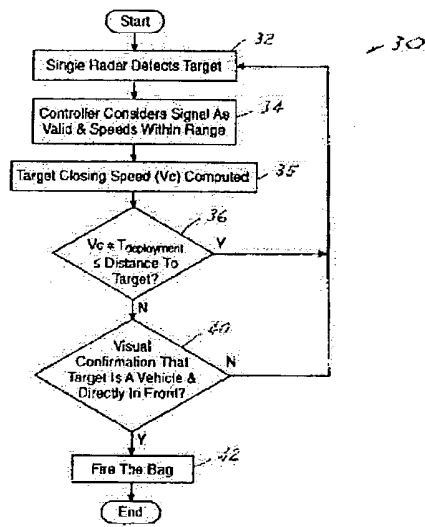 Start
32
30
Single Radar Detects Target
34
Controller Considers Signal As
Valid & Speeds Within Range
35
Target Closing Speed (Vc) Computed
36
Vc * Tdeployment
≤ Distance To
Target?
Y
N
40
Visual
Confirmation That
Target Is A Vehicle &
Directly In Front?
N
Y
42
Fire The Bag
End